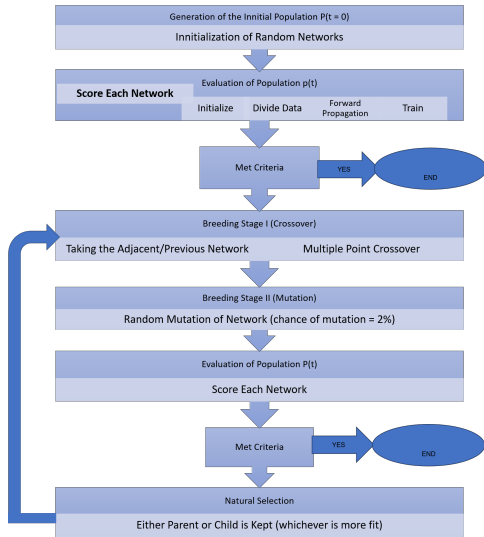 Generation of the Innitial Population P(t = 0)
Innitialization of Random Networks
Evaluation of Population p(t)
Score Each Network
Initialize Divide Data Forward Propagation Train
Met Criteria
YES
END
Breeding Stage I (Crossover)
Taking the Adjacent/Previous Network Multiple Point Crossover
Breeding Stage II (Mutation)
Random Mutation of Network (chance of mutation = 2%)
Evaluation of Population P(t)
Score Each Network
Met Criteria
YES
END
Natural Selection
Either Parent or Child is Kept (whichever is more fit)